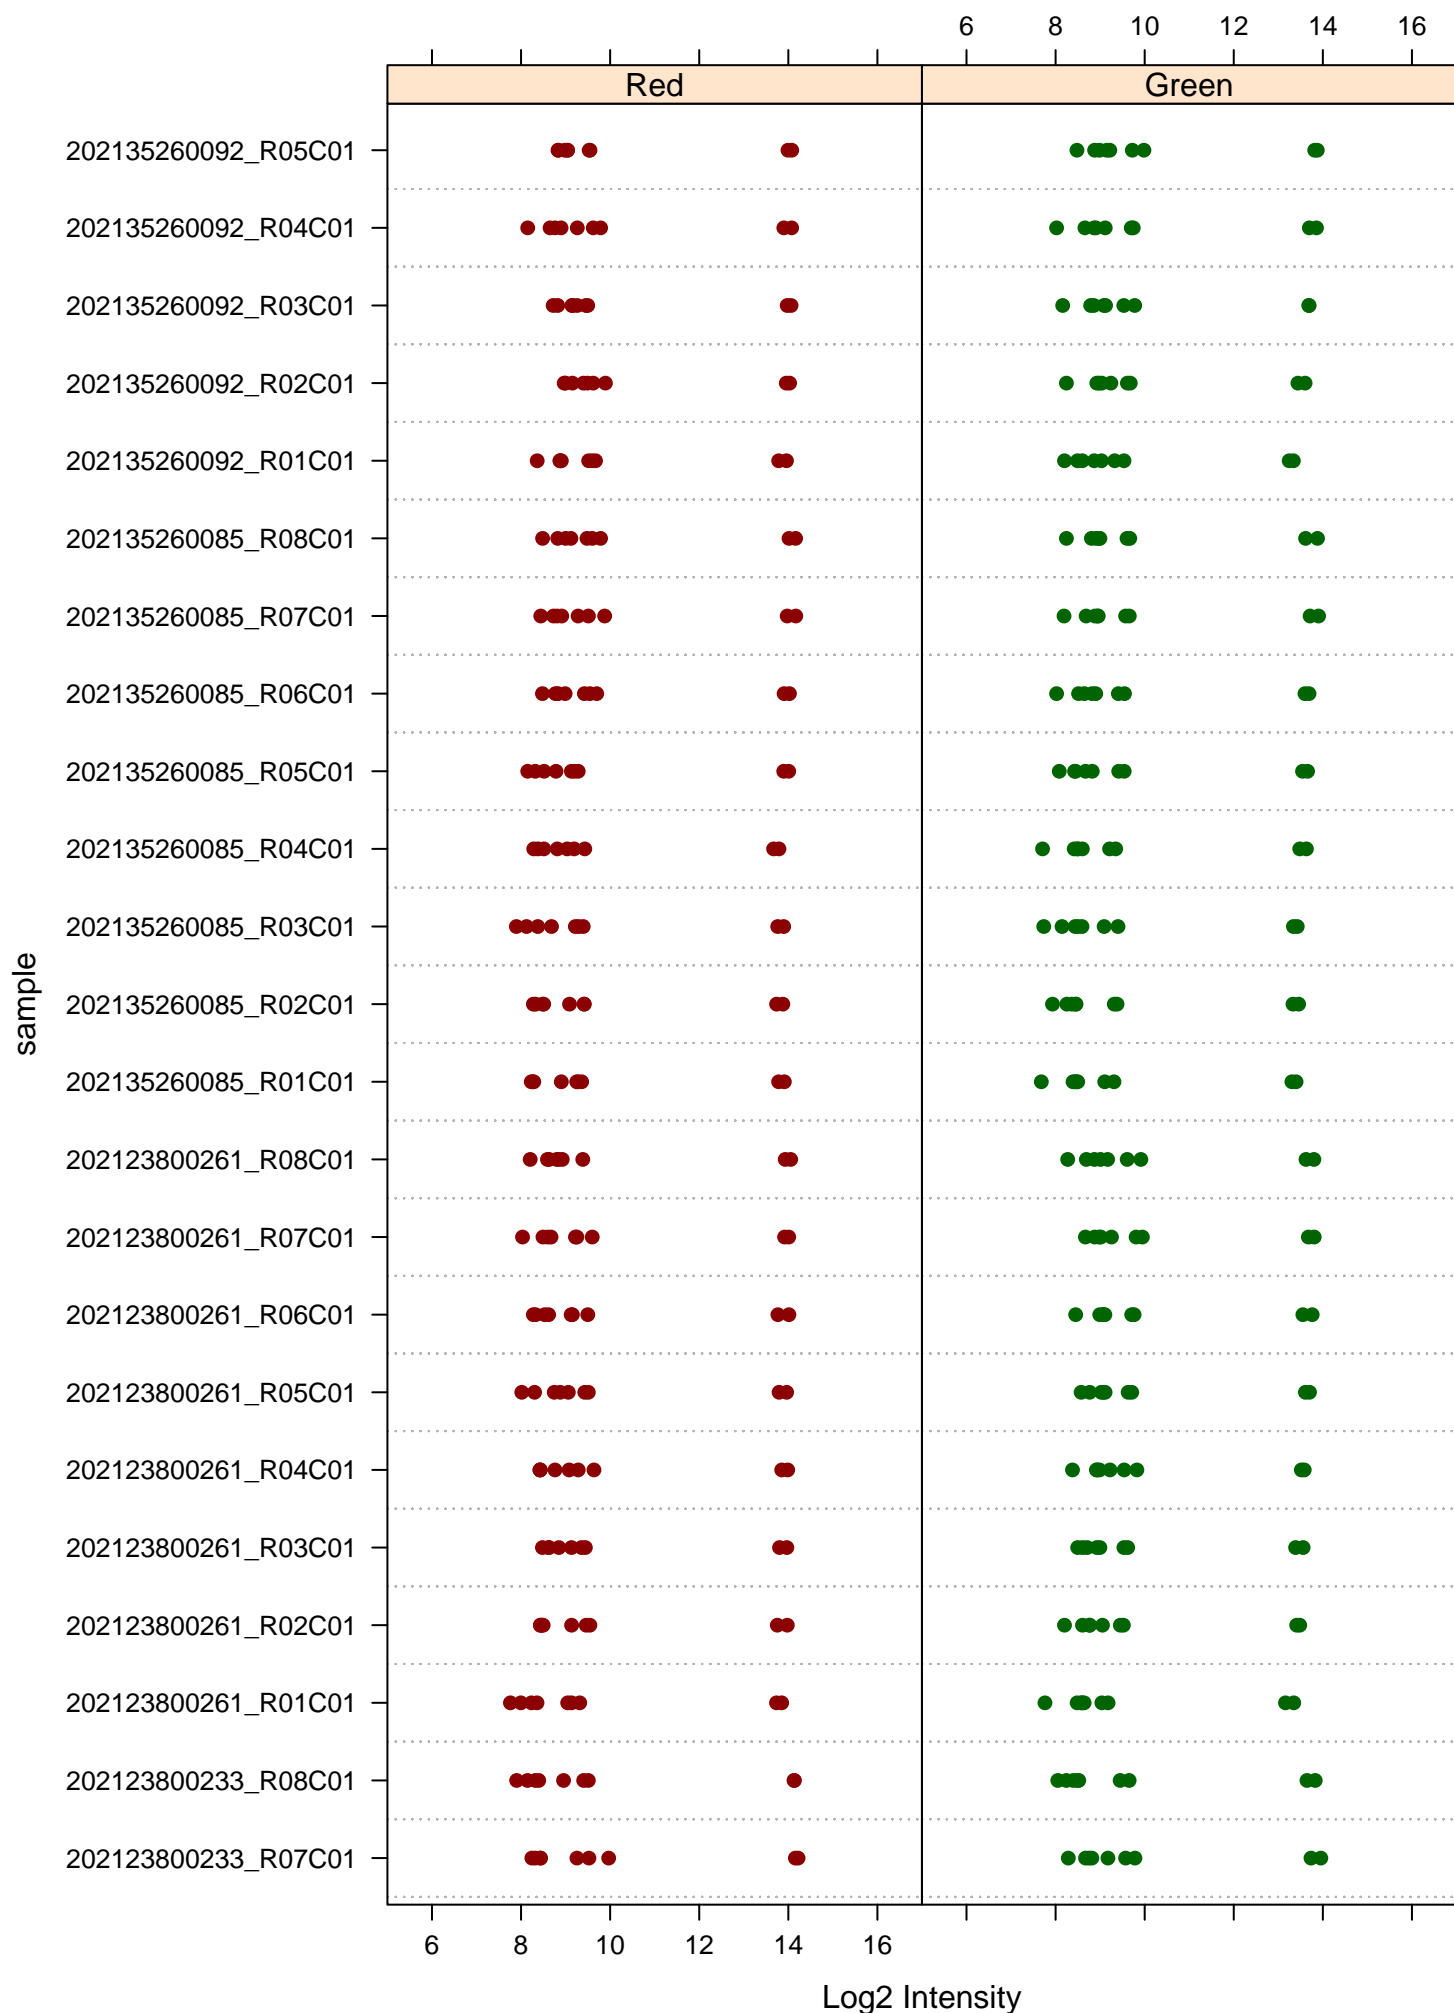 6 8 10 12 14 16
Red Green
202135260092_R05C01
202135260092_R04C01
202135260092_R03C01
202135260092_R02C01
202135260092_R01C01
202135260085_R08C01
202135260085_R07C01
202135260085_R06C01
202135260085_R05C01
202135260085_R04C01
202135260085_R03C01
202135260085_R02C01
202135260085_R01C01
202123800261_R08C01
202123800261_R07C01
202123800261_R06C01
202123800261_R05C01
202123800261_R04C01
202123800261_R03C01
202123800261_R02C01
202123800261_R01C01
202123800233_R08C01
202123800233_R07C01
sample
6 8 10 12 14 16
Log2 Intensity